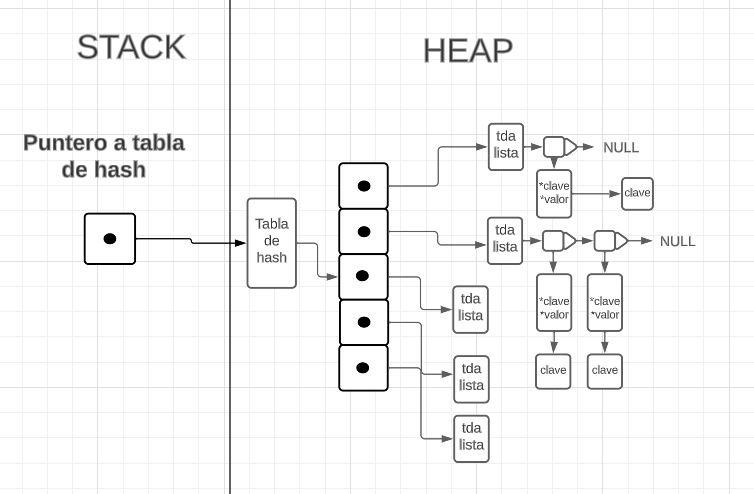 STACK
HEAP
Puntero a tabla
de hash
Tabla
de
hash
tda
lista
NULL
*clave
*valor
clave
tda
lista
NULL
*clave
*valor
*clave
*valor
clave
clave
tda
lista
tda
lista
tda
lista